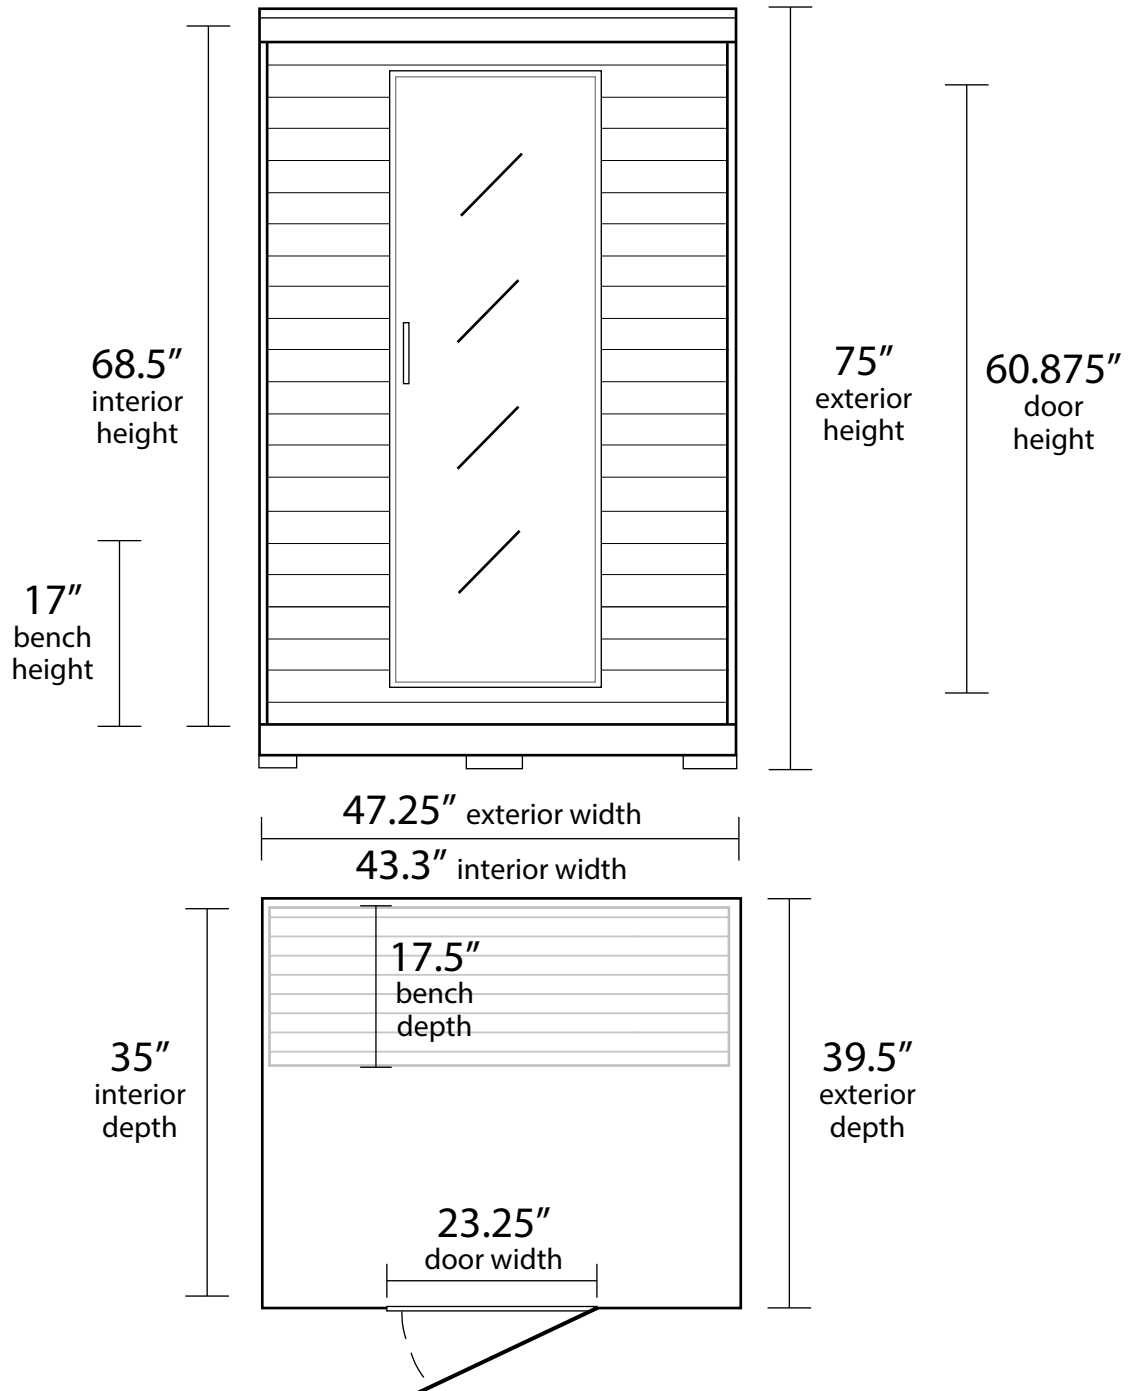 68.5”
interior
height
75”
exterior
height
60.875”
door
height
17”
bench
height
47.25” exterior width
43.3” interior width
17.5”
bench
depth
35”
interior
depth
39.5”
exterior
depth
23.25”
door width